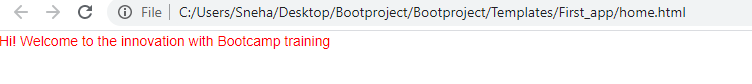 File C:/Users/Sneha/Desktop/Bootproject/Bootproject/Templates/First_app/home.html
Hi! Welcome to the innovation with Bootcamp training